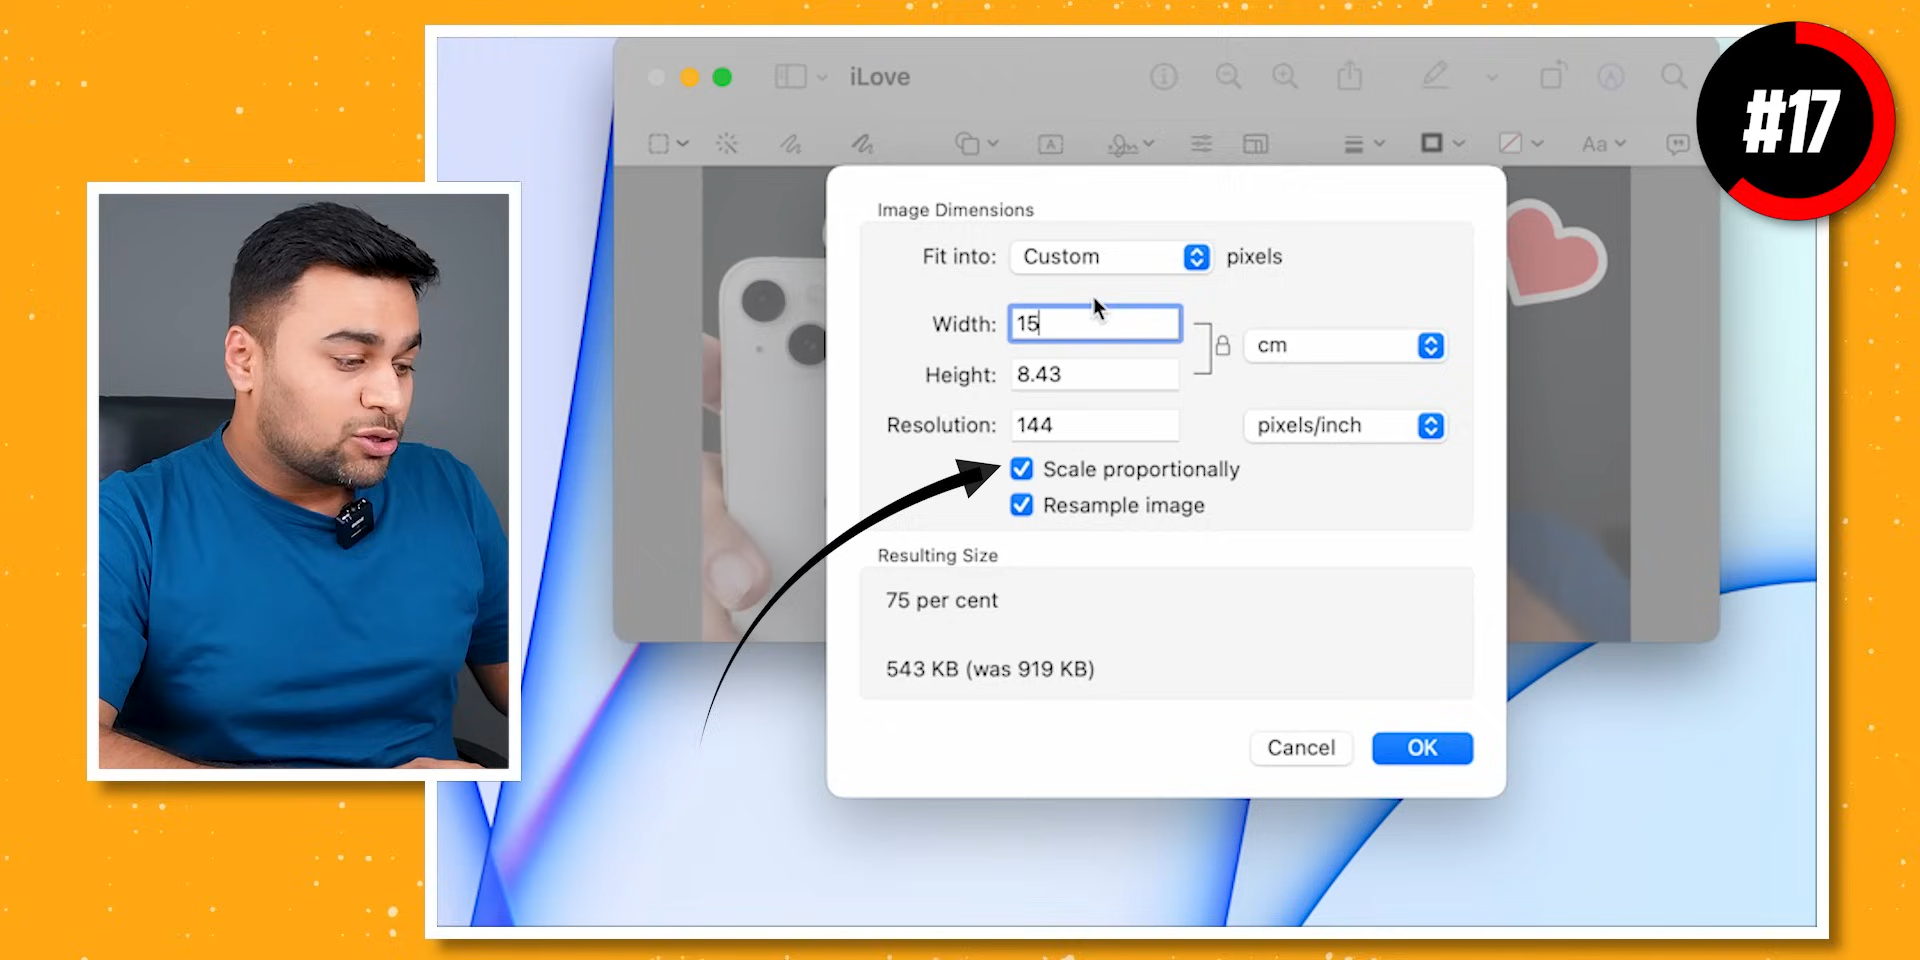 iLove
#17
A
Aa
Image Dimensions
Fit into: Custom pixels
Width: 15
cm
Height: 8.43
Resolution: 144 pixels/inch
Scale proportionally
Resample image
Resulting Size
75 per cent
543 KB (was 919 KB)
Cancel OK